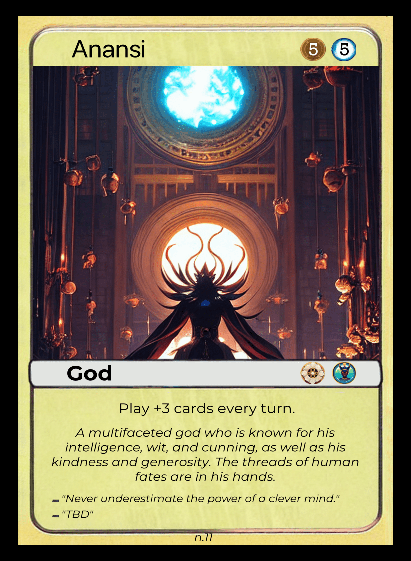 Anansi 5 5
God
Play +3 cards every turn.
A multifaceted god who is known for his
intelligence, wit, and cunning, as well as his
kindness and generosity. The threads of human
fates are in his hands.
– "Never underestimate the power of a clever mind."
– "TBD"
n.11